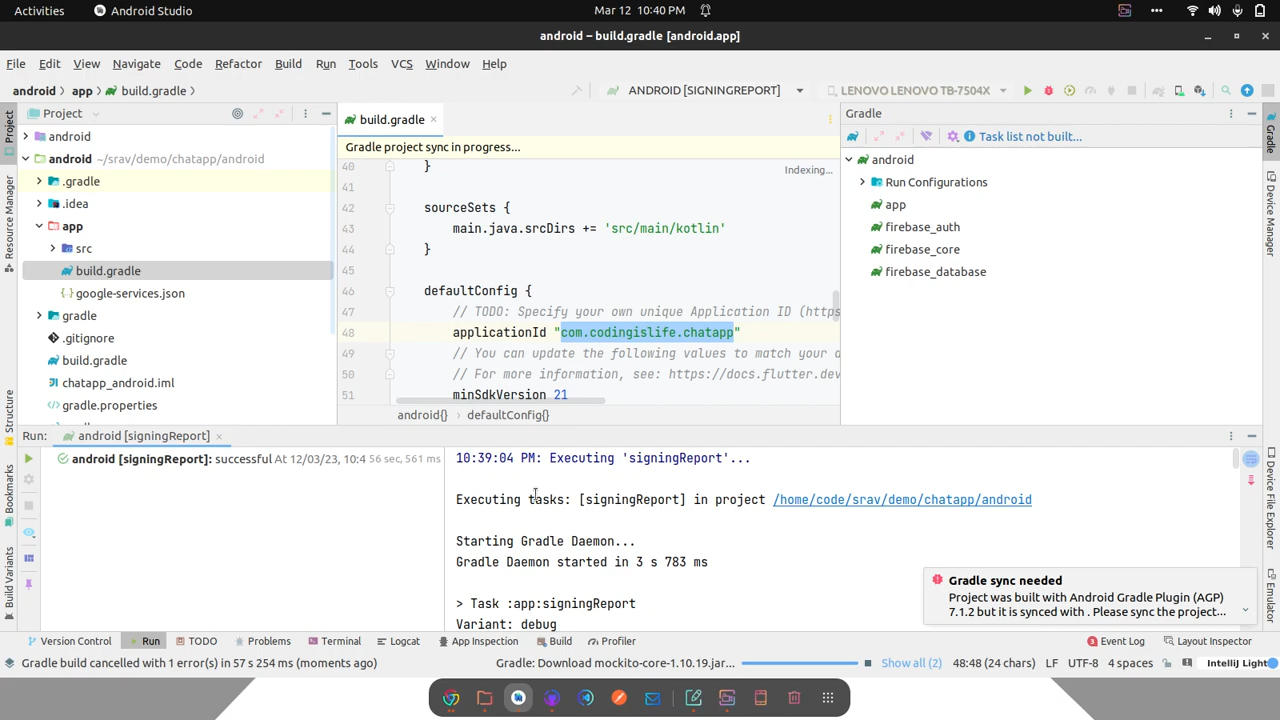 Activities
Android Studio
Mar 12 10:40 PM
android – build.gradle [android.app]
File Edit View Navigate Code Refactor Build Run Tools VCS Window Help
android app build.gradle
ANDROID [SIGNINGREPORT]
LENOVO LENOVO TB-7504X
Project
Resource Manager
Structure
Bookmarks
Build Variants
Project
android
android ~/srav/demo/chatapp/android
.gradle
.idea
app
src
build.gradle
google-services.json
gradle
.gitignore
build.gradle
chatapp_android.iml
gradle.properties
build.gradle
Gradle project sync in progress...
Indexing...
40 }
41
42 sourceSets {
43 main.java.srcDirs += 'src/main/kotlin'
44 }
45
46 defaultConfig {
47 // TODO: Specify your own unique Application ID (https
48 applicationId "com.codingislife.chatapp"
49 // You can update the following values to match your a
50 // For more information, see: https://docs.flutter.dev
51 minSdkVersion 21
android{} defaultConfig{}
Gradle
Task list not built...
android
Run Configurations
app
firebase_auth
firebase_core
firebase_database
Gradle
Device Manager
Device File Explorer
Emulator
Run: android [signingReport]
android [signingReport]: successful At 12/03/23, 10:4 56 sec, 561 ms
10:39:04 PM: Executing 'signingReport'...
Executing tasks: [signingReport] in project /home/code/srav/demo/chatapp/android
Starting Gradle Daemon...
Gradle Daemon started in 3 s 783 ms
> Task :app:signingReport
Variant: debug
Gradle sync needed
Project was built with Android Gradle Plugin (AGP)
7.1.2 but it is synced with . Please sync the project...
Version Control Run TODO Problems Terminal Logcat App Inspection Build Profiler
3 Event Log Layout Inspector
Gradle build cancelled with 1 error(s) in 57 s 254 ms (moments ago)
Gradle: Download mockito-core-1.10.19.jar...
Show all (2)
48:48 (24 chars) LF UTF-8 4 spaces
IntelliJ Light